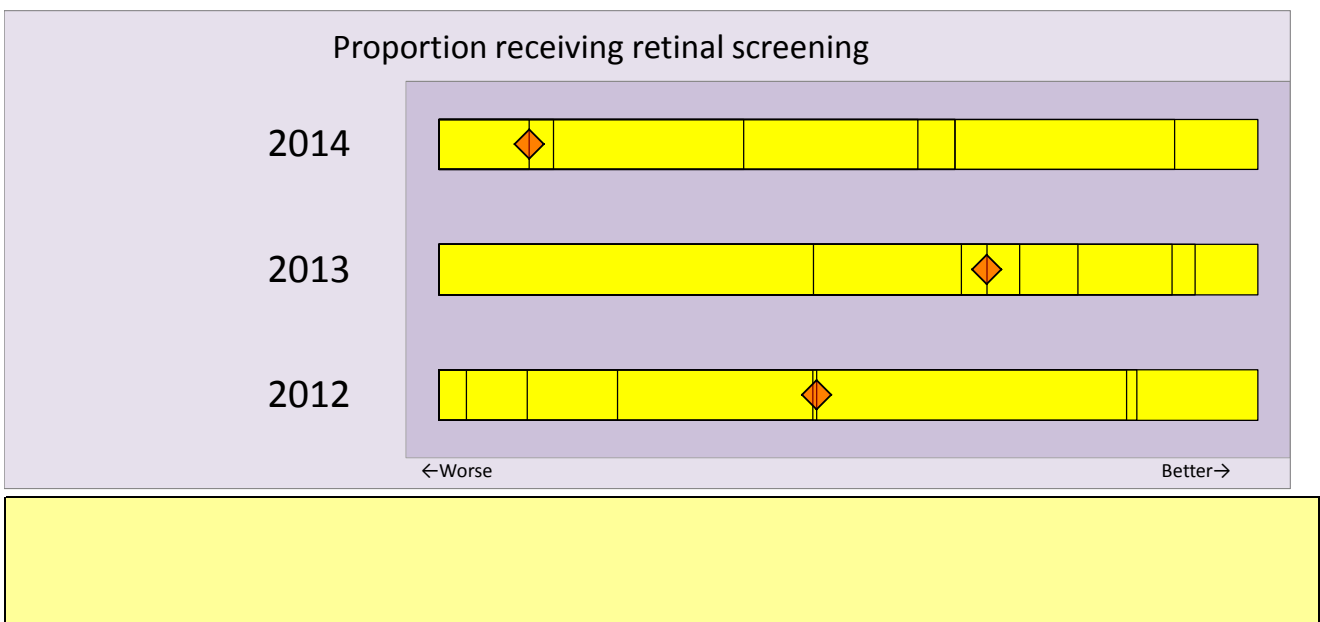 Proportion receiving retinal screening
2014
2013
2012
←Worse Better→